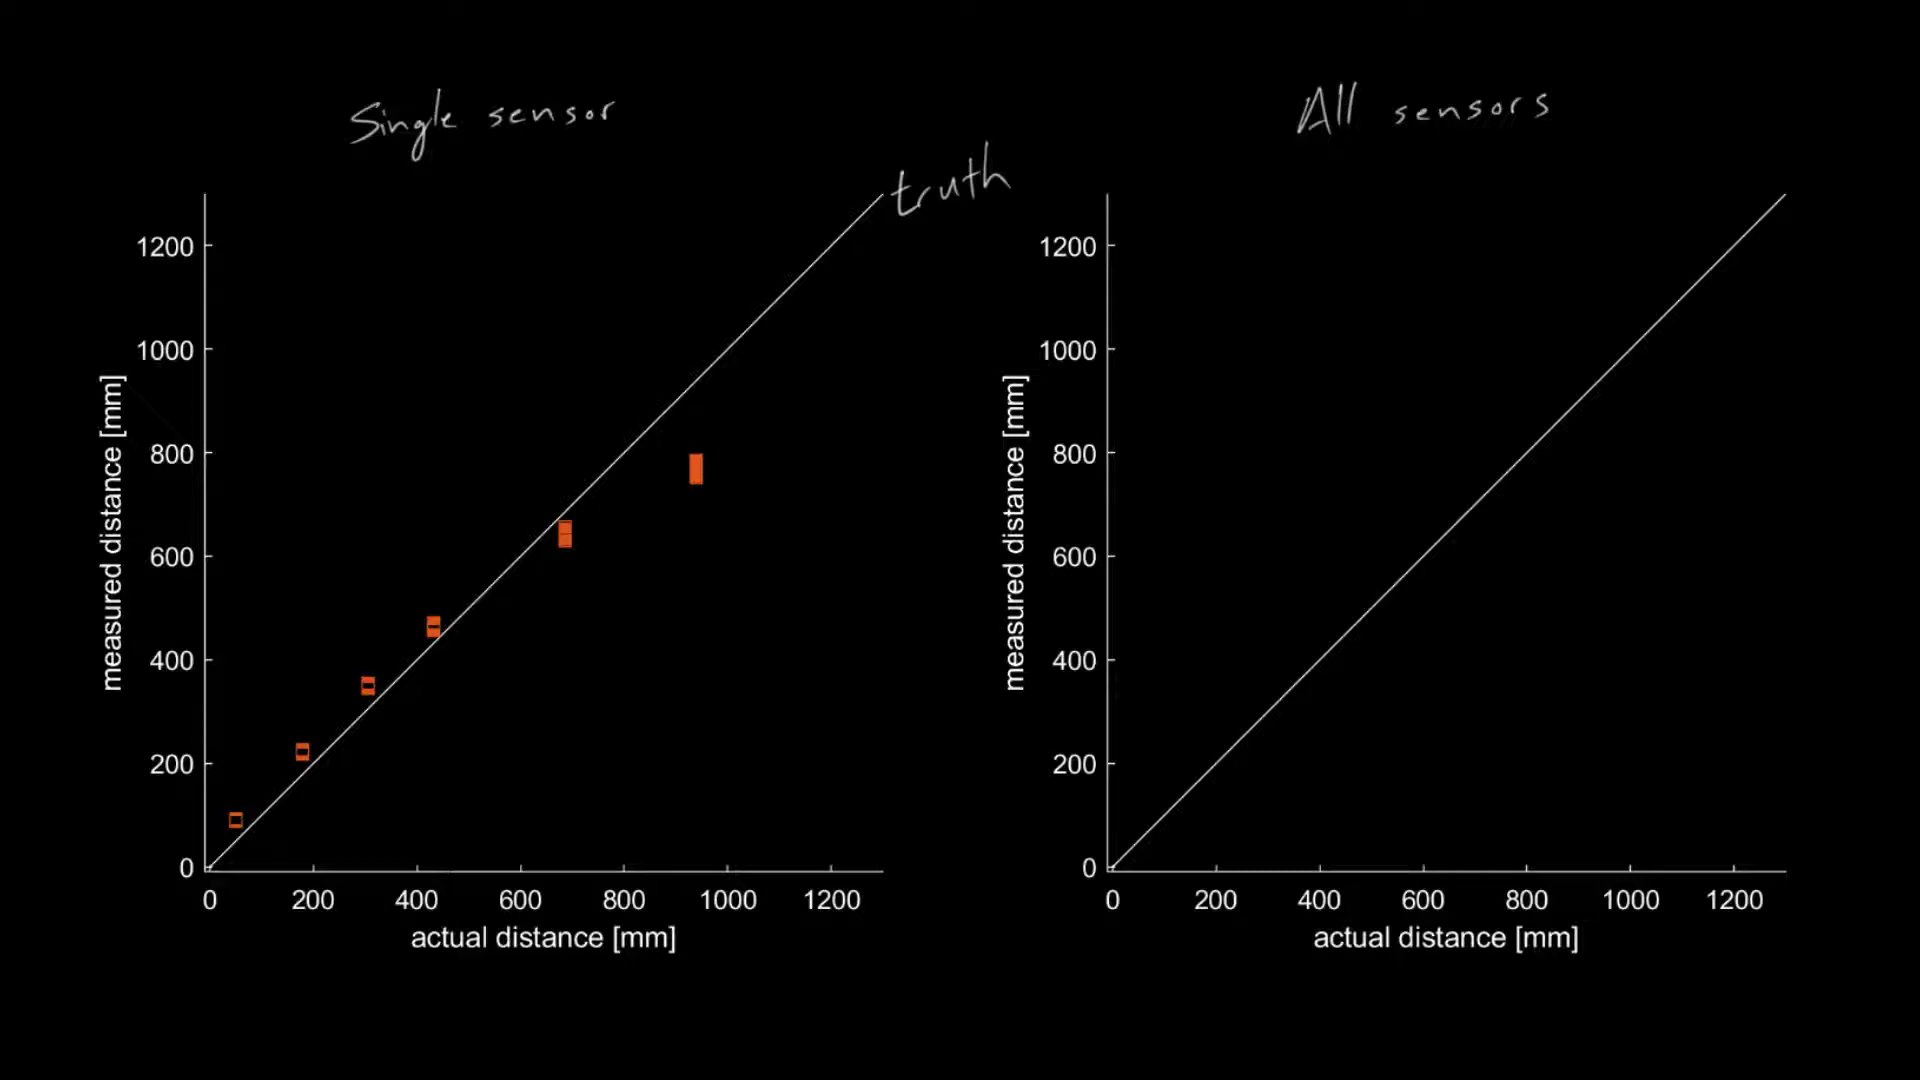 Single sensor
truth
1200
1000
800
600
400
200
0
measured distance [mm]
0 200 400 600 800 1000 1200
actual distance [mm]
All sensors
1200
1000
800
600
400
200
0
measured distance [mm]
0 200 400 600 800 1000 1200
actual distance [mm]